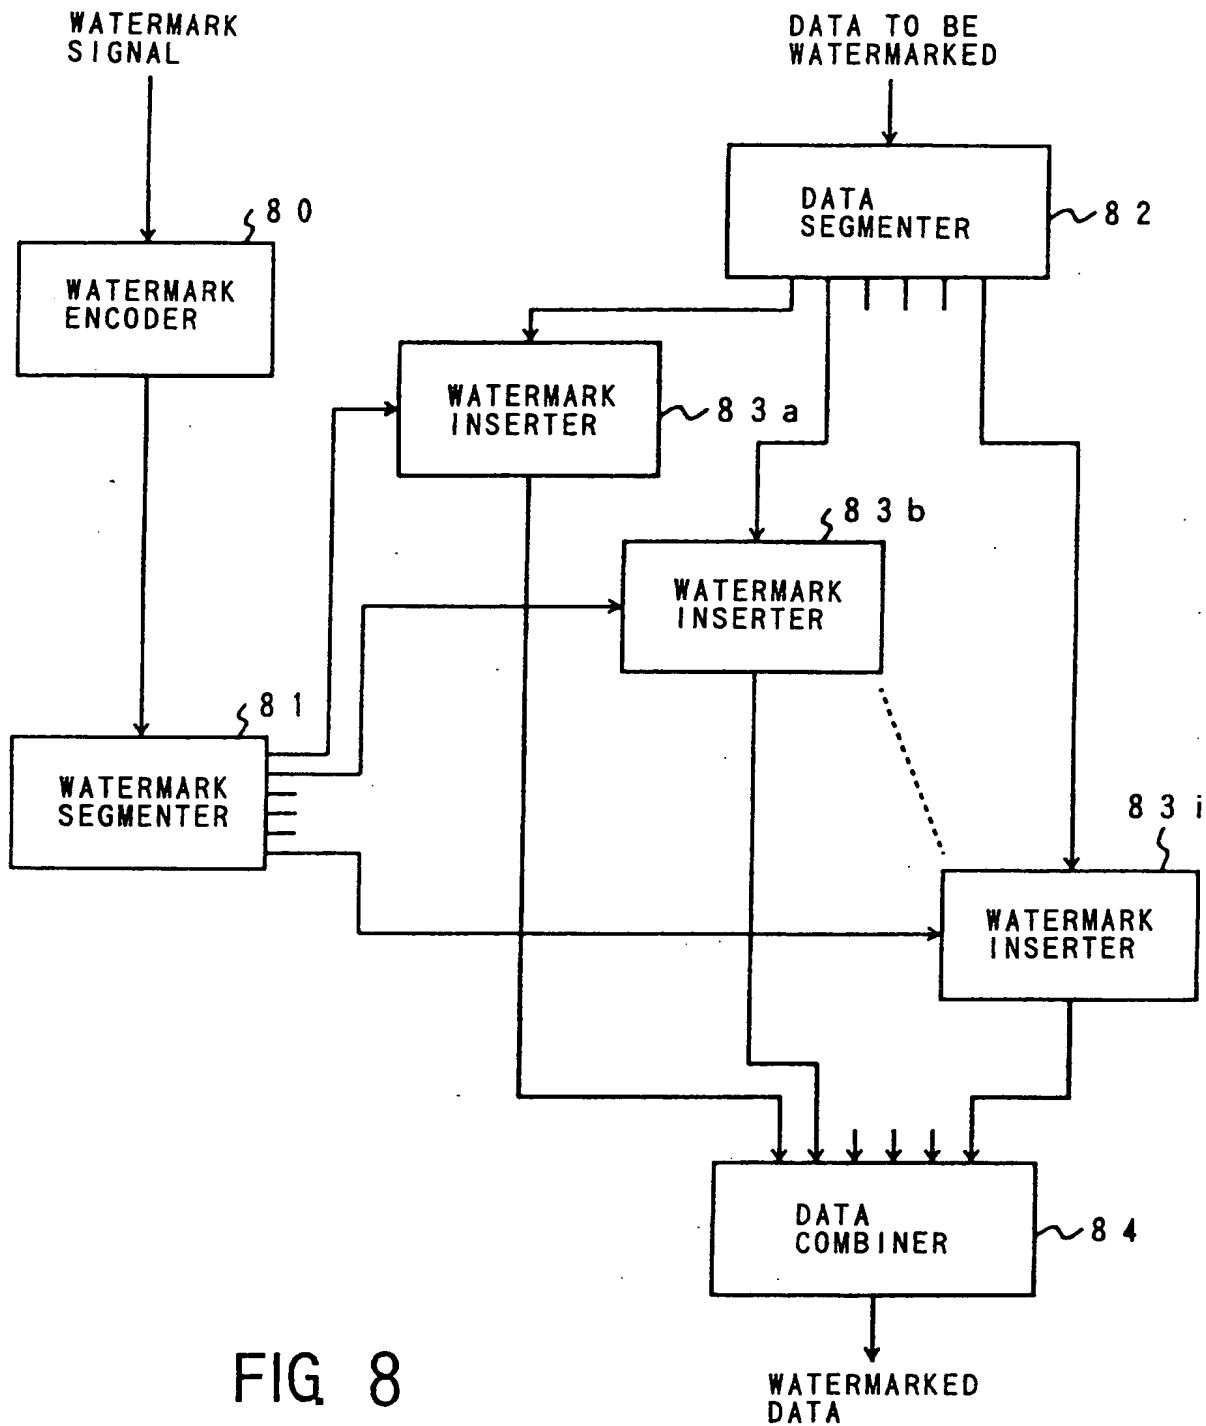 WATERMARK
SIGNAL
DATA TO BE
WATERMARKED
80
WATERMARK
ENCODER
DATA
SEGMENTER
82
WATERMARK
INSERTER
83a
83b
WATERMARK
INSERTER
81
WATERMARK
SEGMENTER
83i
WATERMARK
INSERTER
DATA
COMBINER
84
WATERMARKED
DATA
FIG. 8